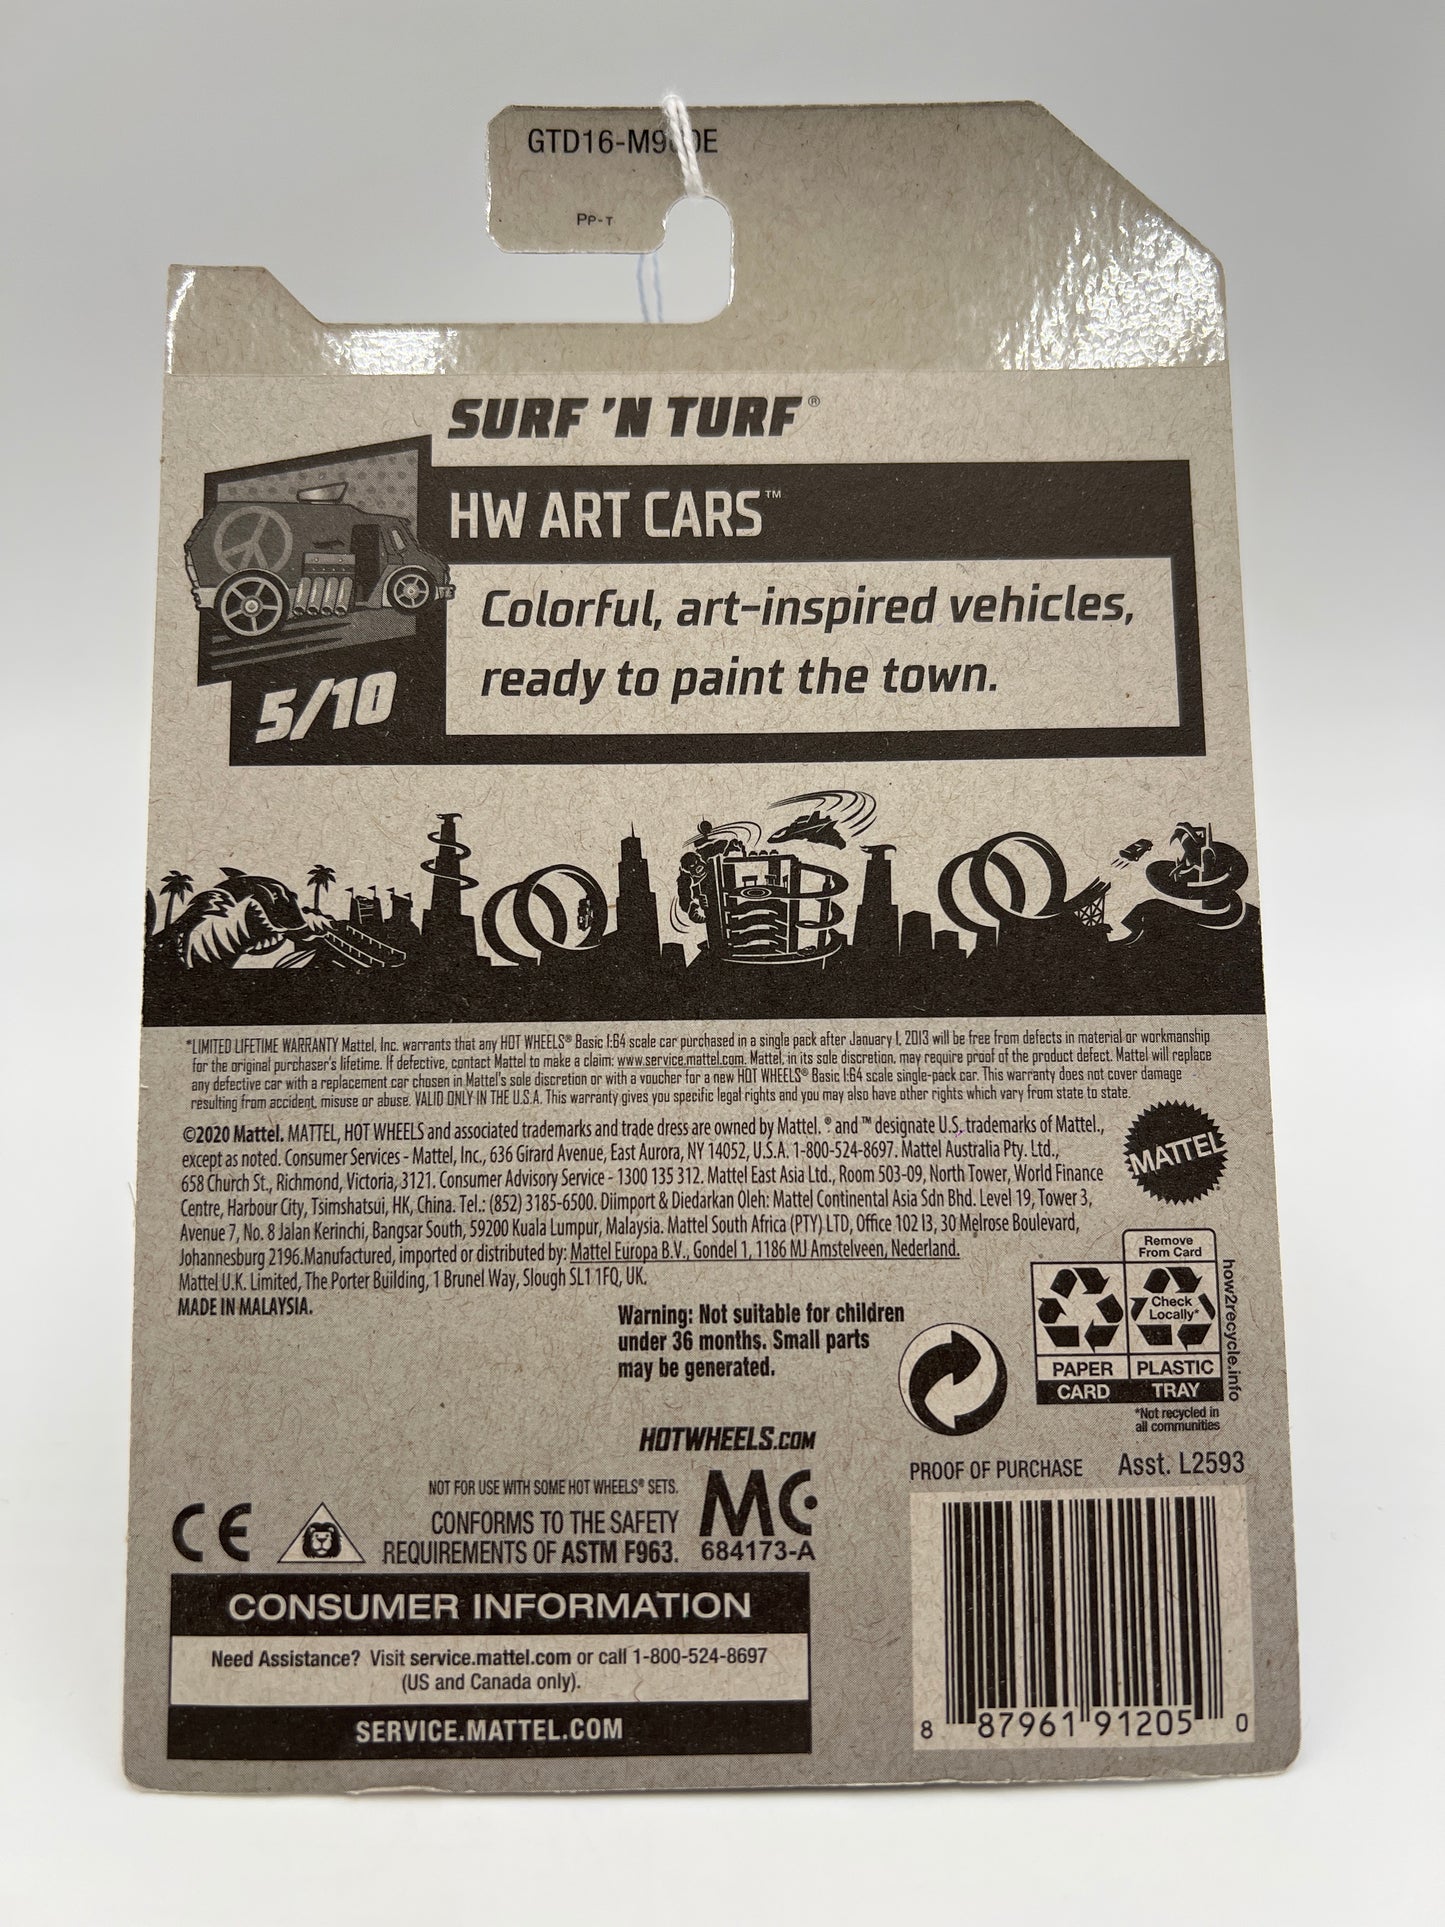 GTD16-M9
PP-T
SURF 'N TURF®
HW ART CARS™
Colorful, art-inspired vehicles,
ready to paint the town.
5/10
*LIMITED LIFETIME WARRANTY Mattel, Inc. warrants that any HOT WHEELS® Basic 1:64 scale car purchased in a single pack after January 1, 2013 will be free from defects in material or workmanship
for the original purchaser's lifetime. If defective, contact Mattel to make a claim: www.service.mattel.com. Mattel, in its sole discretion, may require proof of the product defect. Mattel will replace
any defective car with a replacement car chosen in Mattel's sole discretion or with a voucher for a new HOT WHEELS® Basic 1:64 scale single-pack car. This warranty does not cover damage
resulting from accident, misuse or abuse. VALID ONLY IN THE U.S.A. This warranty gives you specific legal rights and you may also have other rights which vary from state to state.
©2020 Mattel. MATTEL, HOT WHEELS and associated trademarks and trade dress are owned by Mattel. ® and ™ designate U.S. trademarks of Mattel.,
except as noted. Consumer Services - Mattel, Inc., 636 Girard Avenue, East Aurora, NY 14052, U.S.A. 1-800-524-8697. Mattel Australia Pty. Ltd.,
658 Church St., Richmond, Victoria, 3121. Consumer Advisory Service - 1300 135 312. Mattel East Asia Ltd., Room 503-09, North Tower, World Finance
Centre, Harbour City, Tsimshatsui, HK, China. Tel.: (852) 3185-6500. Diimport & Diedarkan Oleh: Mattel Continental Asia Sdn Bhd. Level 19, Tower 3,
Avenue 7, No. 8 Jalan Kerinchi, Bangsar South, 59200 Kuala Lumpur, Malaysia. Mattel South Africa (PTY) LTD, Office 102 I3, 30 Melrose Boulevard,
Johannesburg 2196.Manufactured, imported or distributed by: Mattel Europa B.V., Gondel 1, 1186 MJ Amstelveen, Nederland.
Mattel U.K. Limited, The Porter Building, 1 Brunel Way, Slough SL1 1FQ, UK.
MADE IN MALAYSIA.
MATTEL
Warning: Not suitable for children
under 36 months. Small parts
may be generated.
Remove
From Card
Check
Locally*
PAPER
PLASTIC
CARD
TRAY
how2recycle.info
*Not recycled in
all communities
HOTWHEELS.COM
NOT FOR USE WITH SOME HOT WHEELS® SETS.
CE
CONFORMS TO THE SAFETY
REQUIREMENTS OF ASTM F963.
MC
684173-A
PROOF OF PURCHASE
Asst. L2593
CONSUMER INFORMATION
Need Assistance? Visit service.mattel.com or call 1-800-524-8697
(US and Canada only).
SERVICE.MATTEL.COM
8 87961 91205 0